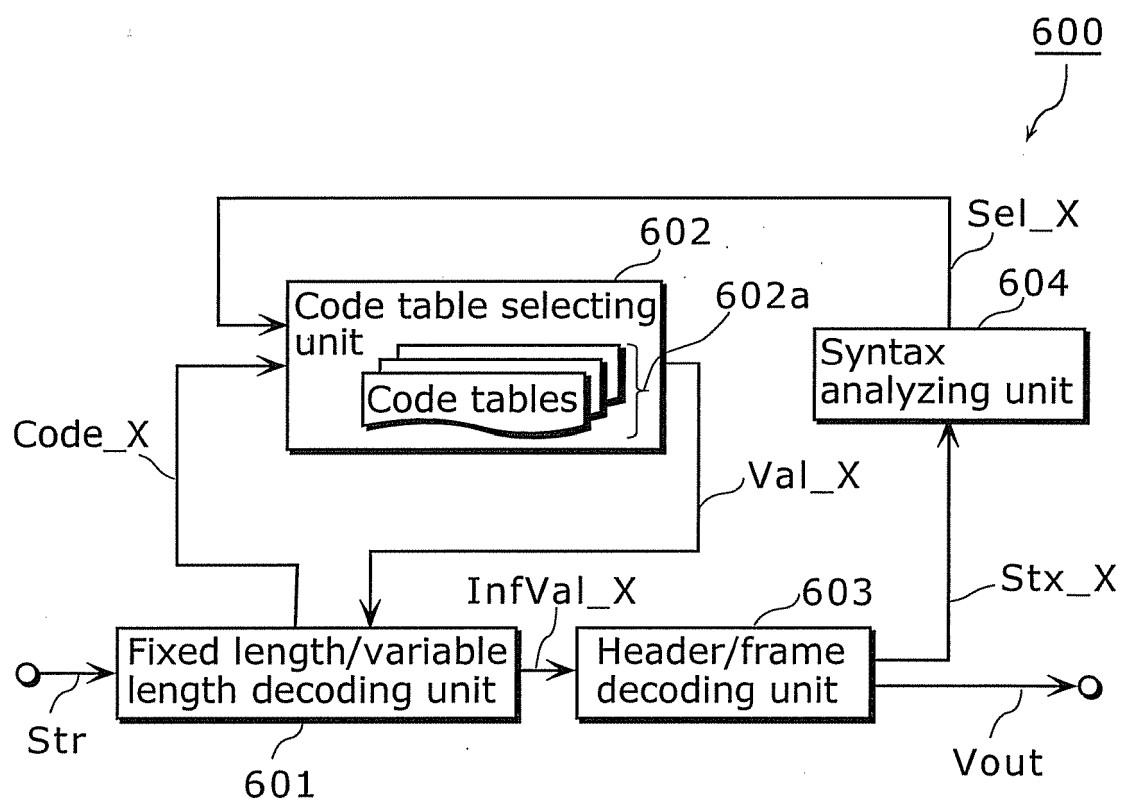 600
Sel_X
602
604
602a
Code table selecting
unit
Code tables
Syntax
analyzing unit
Code_X
Val_X
InfVal_X
603
Stx_X
Fixed length/variable
length decoding unit
Header/frame
decoding unit
Str
601
Vout